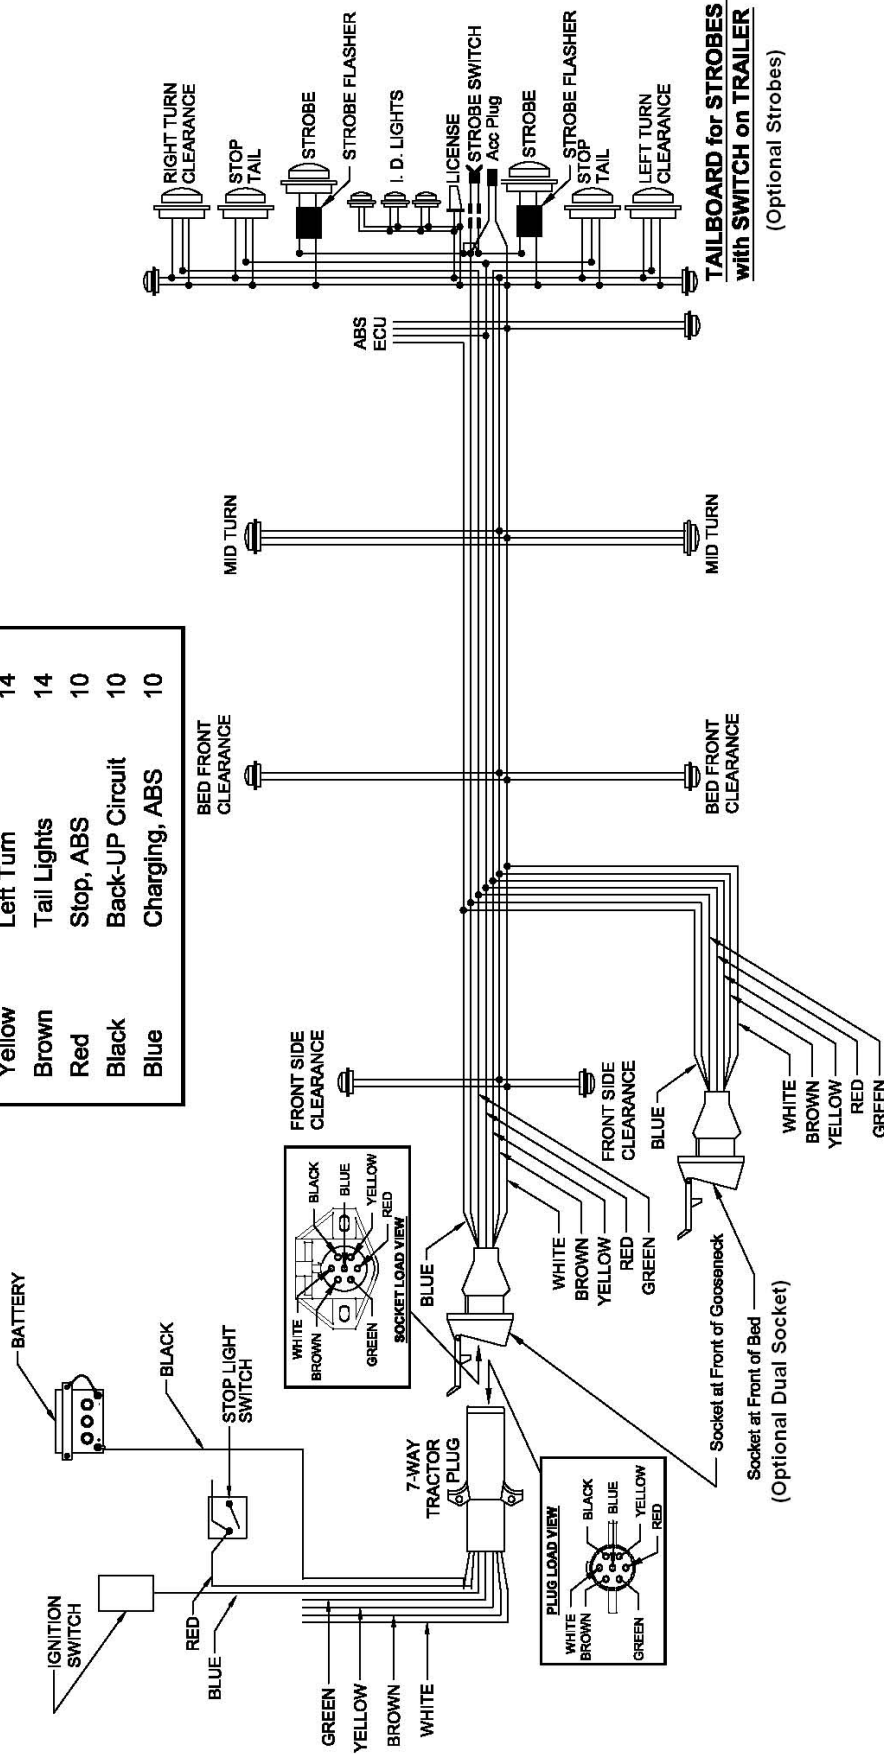 Yellow Left Turn 14
Brown Tail Lights 14
Red Stop, ABS 10
Black Back-UP Circuit 10
Blue Charging, ABS 10
RIGHT TURN
CLEARANCE
STOP
TAIL
STROBE
STROBE FLASHER
I. D. LIGHTS
LICENSE
STROBE SWITCH
Acc Plug
STROBE
STROBE FLASHER
STOP
TAIL
LEFT TURN
CLEARANCE
TAILBOARD for STROBES
with SWITCH on TRAILER
(Optional Strobes)
ABS
ECU
MID TURN
MID TURN
BED FRONT
CLEARANCE
BED FRONT
CLEARANCE
FRONT SIDE
CLEARANCE
FRONT SIDE
CLEARANCE
BLUE
WHITE
BROWN
YELLOW
RED
GREEN
BLUE
WHITE
BROWN
YELLOW
RED
GREEN
WHITE
BROWN
BLACK
BLUE
YELLOW
RED
GREEN
SOCKET LOAD VIEW
BATTERY
BLACK
STOP LIGHT
SWITCH
IGNITION
SWITCH
RED
BLUE
GREEN
YELLOW
BROWN
WHITE
7-WAY
TRACTOR
PLUG
PLUG LOAD VIEW
WHITE
BROWN
BLACK
BLUE
YELLOW
RED
GREEN
Socket at Front of Gooseneck
Socket at Front of Bed
(Optional Dual Socket)